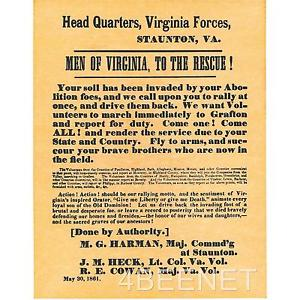 Head Quarters, Virginia Forces,
STAUNTON, VA.
MEN OF VIRGINIA, TO THE RESCUE!
Your soil has been invaded by your Abo-
lition foes, and we call upon you to rally at
once, and drive them back. We want Vol-
unteers to march immediately to Grafton
and report for duty. Come one! Come
ALL! and render the service due to your
State and Country. Fly to arms, and suc-
cour your brave brothers who are now in
the field.
Action! Action! should be our rallying motto, and the sentiment of Vir-
ginia's inspired Orator, "Give me Liberty or give me Death," animate every
loyal son of the Old Dominion! Let us drive back the invading foot of a
brutal and desperate foe, or leave a record to posterity that we died bravely
defending our homes and firesides,—the honor of our wives and daughters,
—and the sacred graves of our ancestors!
[Done by Authority.]
M. G. HARMAN, Maj. Commd'g
at Staunton.
J. M. HECK, Lt. Col. Va. Vol.
R. E. COWAN, Maj. Va. Vol.
May 30, 1861.
4BEENET